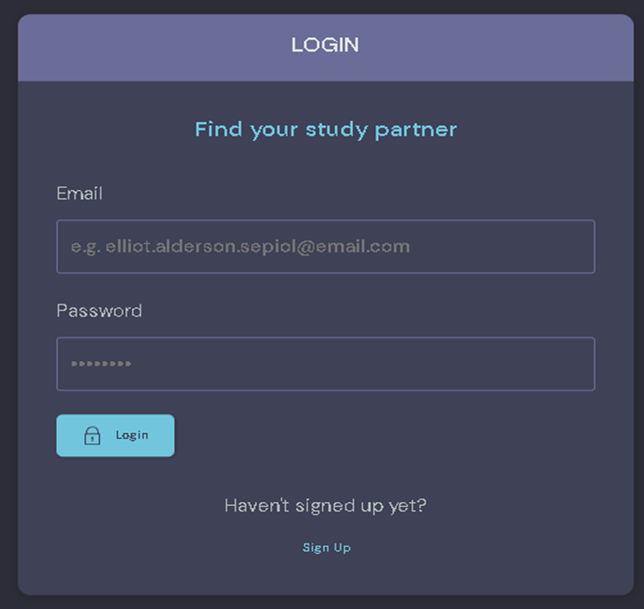 LOGIN
Find your study partner
Email
e.g. elliot.alderson.sepiol@email.com
Password
••••••••
Login
Haven't signed up yet?
Sign Up